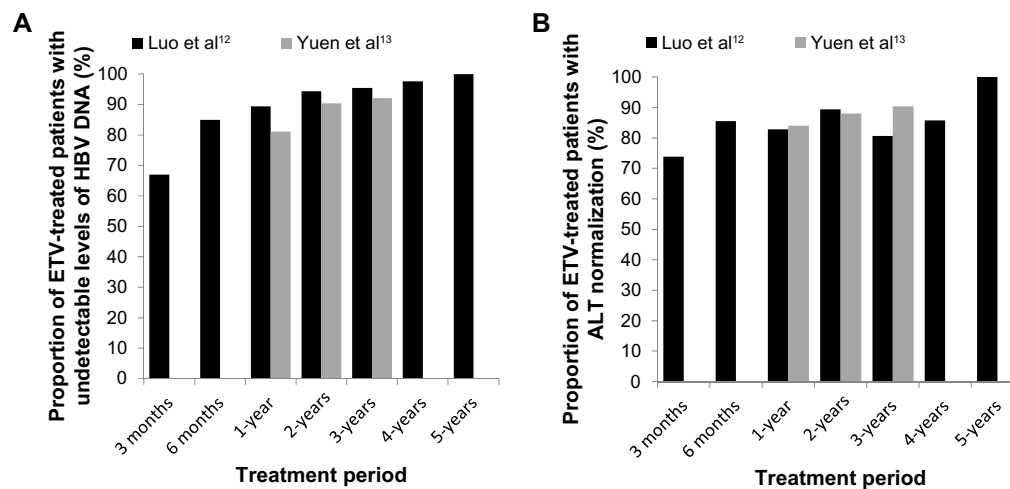 A
Luo et al¹² Yuen et al¹³
Proportion of ETV-treated patients with
undetectable levels of HBV DNA (%)
100
90
80
70
60
50
40
30
20
10
0
3 months 6 months 1-year 2-years 3-years 4-years 5-years
Treatment period
B
Luo et al¹² Yuen et al¹³
Proportion of ETV-treated patients with
ALT normalization (%)
100
90
80
70
60
50
40
30
20
10
0
3 months 6 months 1-year 2-years 3-years 4-years 5-years
Treatment period